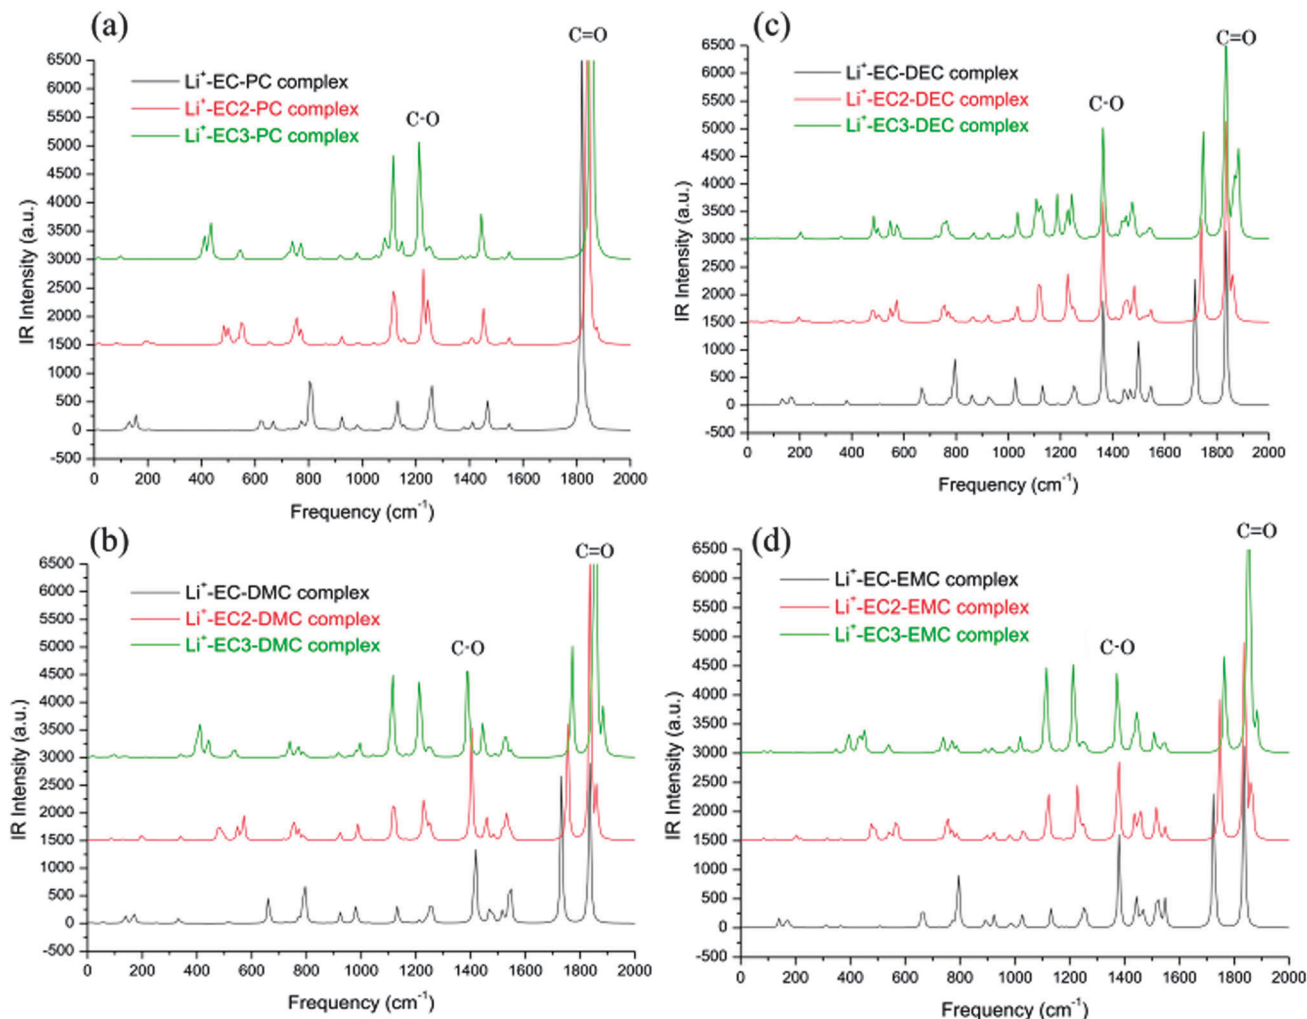 (a)
C=O
Li⁺-EC-PC complex
Li⁺-EC2-PC complex
Li⁺-EC3-PC complex
C-O
6500
6000
5500
5000
4500
4000
3500
3000
2500
2000
1500
1000
500
0
-500
IR Intensity (a.u.)
0 200 400 600 800 1000 1200 1400 1600 1800 2000
Frequency (cm⁻¹)
(c)
C=O
Li⁺-EC-DEC complex
Li⁺-EC2-DEC complex
Li⁺-EC3-DEC complex
C-O
6500
6000
5500
5000
4500
4000
3500
3000
2500
2000
1500
1000
500
0
-500
IR Intensity (a.u.)
0 200 400 600 800 1000 1200 1400 1600 1800 2000
Frequency (cm⁻¹)
(b)
C=O
Li⁺-EC-DMC complex
Li⁺-EC2-DMC complex
Li⁺-EC3-DMC complex
C-O
6500
6000
5500
5000
4500
4000
3500
3000
2500
2000
1500
1000
500
0
-500
IR Intensity (a.u.)
0 200 400 600 800 1000 1200 1400 1600 1800 2000
Frequency (cm⁻¹)
(d)
C=O
Li⁺-EC-EMC complex
Li⁺-EC2-EMC complex
Li⁺-EC3-EMC complex
C-O
6500
6000
5500
5000
4500
4000
3500
3000
2500
2000
1500
1000
500
0
-500
IR Intensity (a.u.)
0 200 400 600 800 1000 1200 1400 1600 1800 2000
Frequency (cm⁻¹)